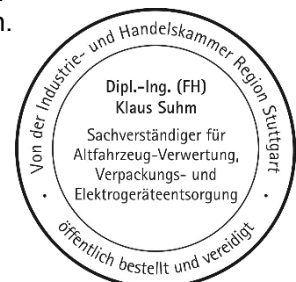 n.
Von der Industrie- und Handelskammer Region Stuttgart
Dipl.-Ing. (FH)
Klaus Suhm
Sachverständiger für
Altfahrzeug-Verwertung,
Verpackungs- und
Elektrogeräteentsorgung
· öffentlich bestellt und vereidigt ·